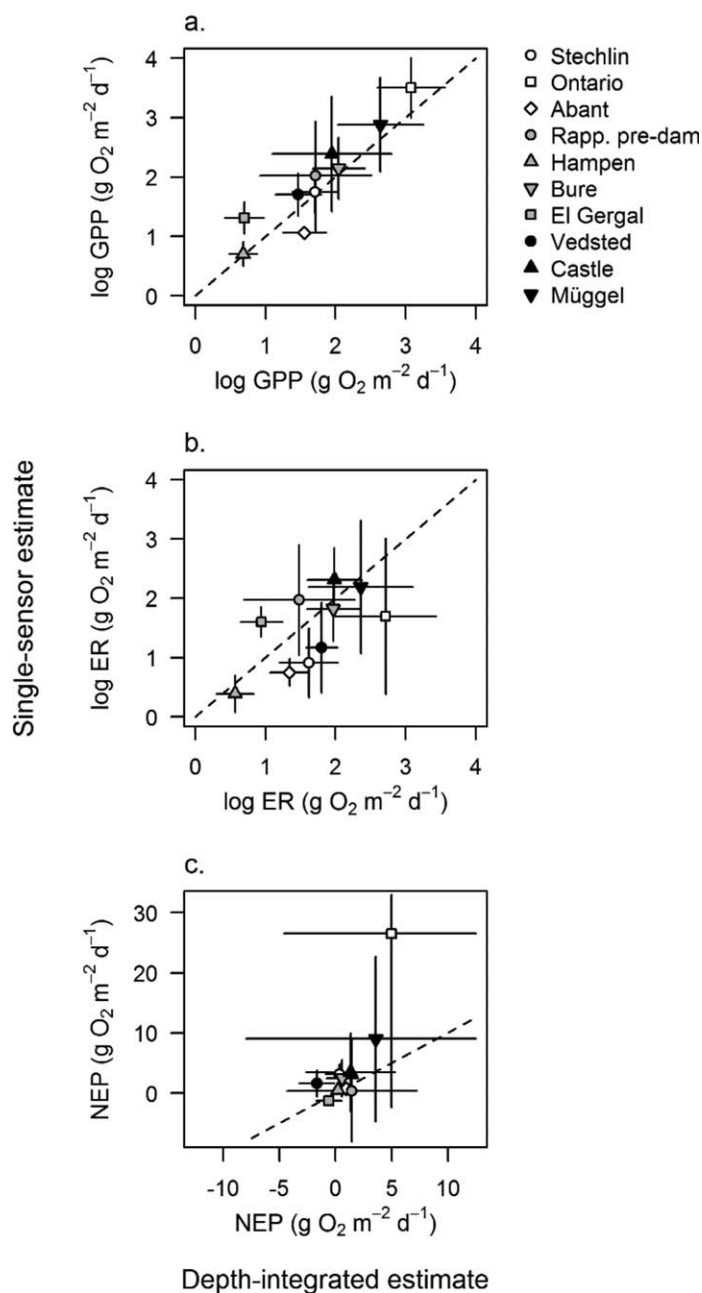 a.
4
3
2
1
0
log GPP (g O₂ m⁻² d⁻¹)
0 1 2 3 4
log GPP (g O₂ m⁻² d⁻¹)
Stechlin
Ontario
Abant
Rapp. pre-dam
Hampen
Bure
El Gergal
Vedsted
Castle
Müggel
Single-sensor estimate
b.
4
3
2
1
0
log ER (g O₂ m⁻² d⁻¹)
0 1 2 3 4
log ER (g O₂ m⁻² d⁻¹)
c.
30
20
10
0
NEP (g O₂ m⁻² d⁻¹)
-10 -5 0 5 10
NEP (g O₂ m⁻² d⁻¹)
Depth-integrated estimate